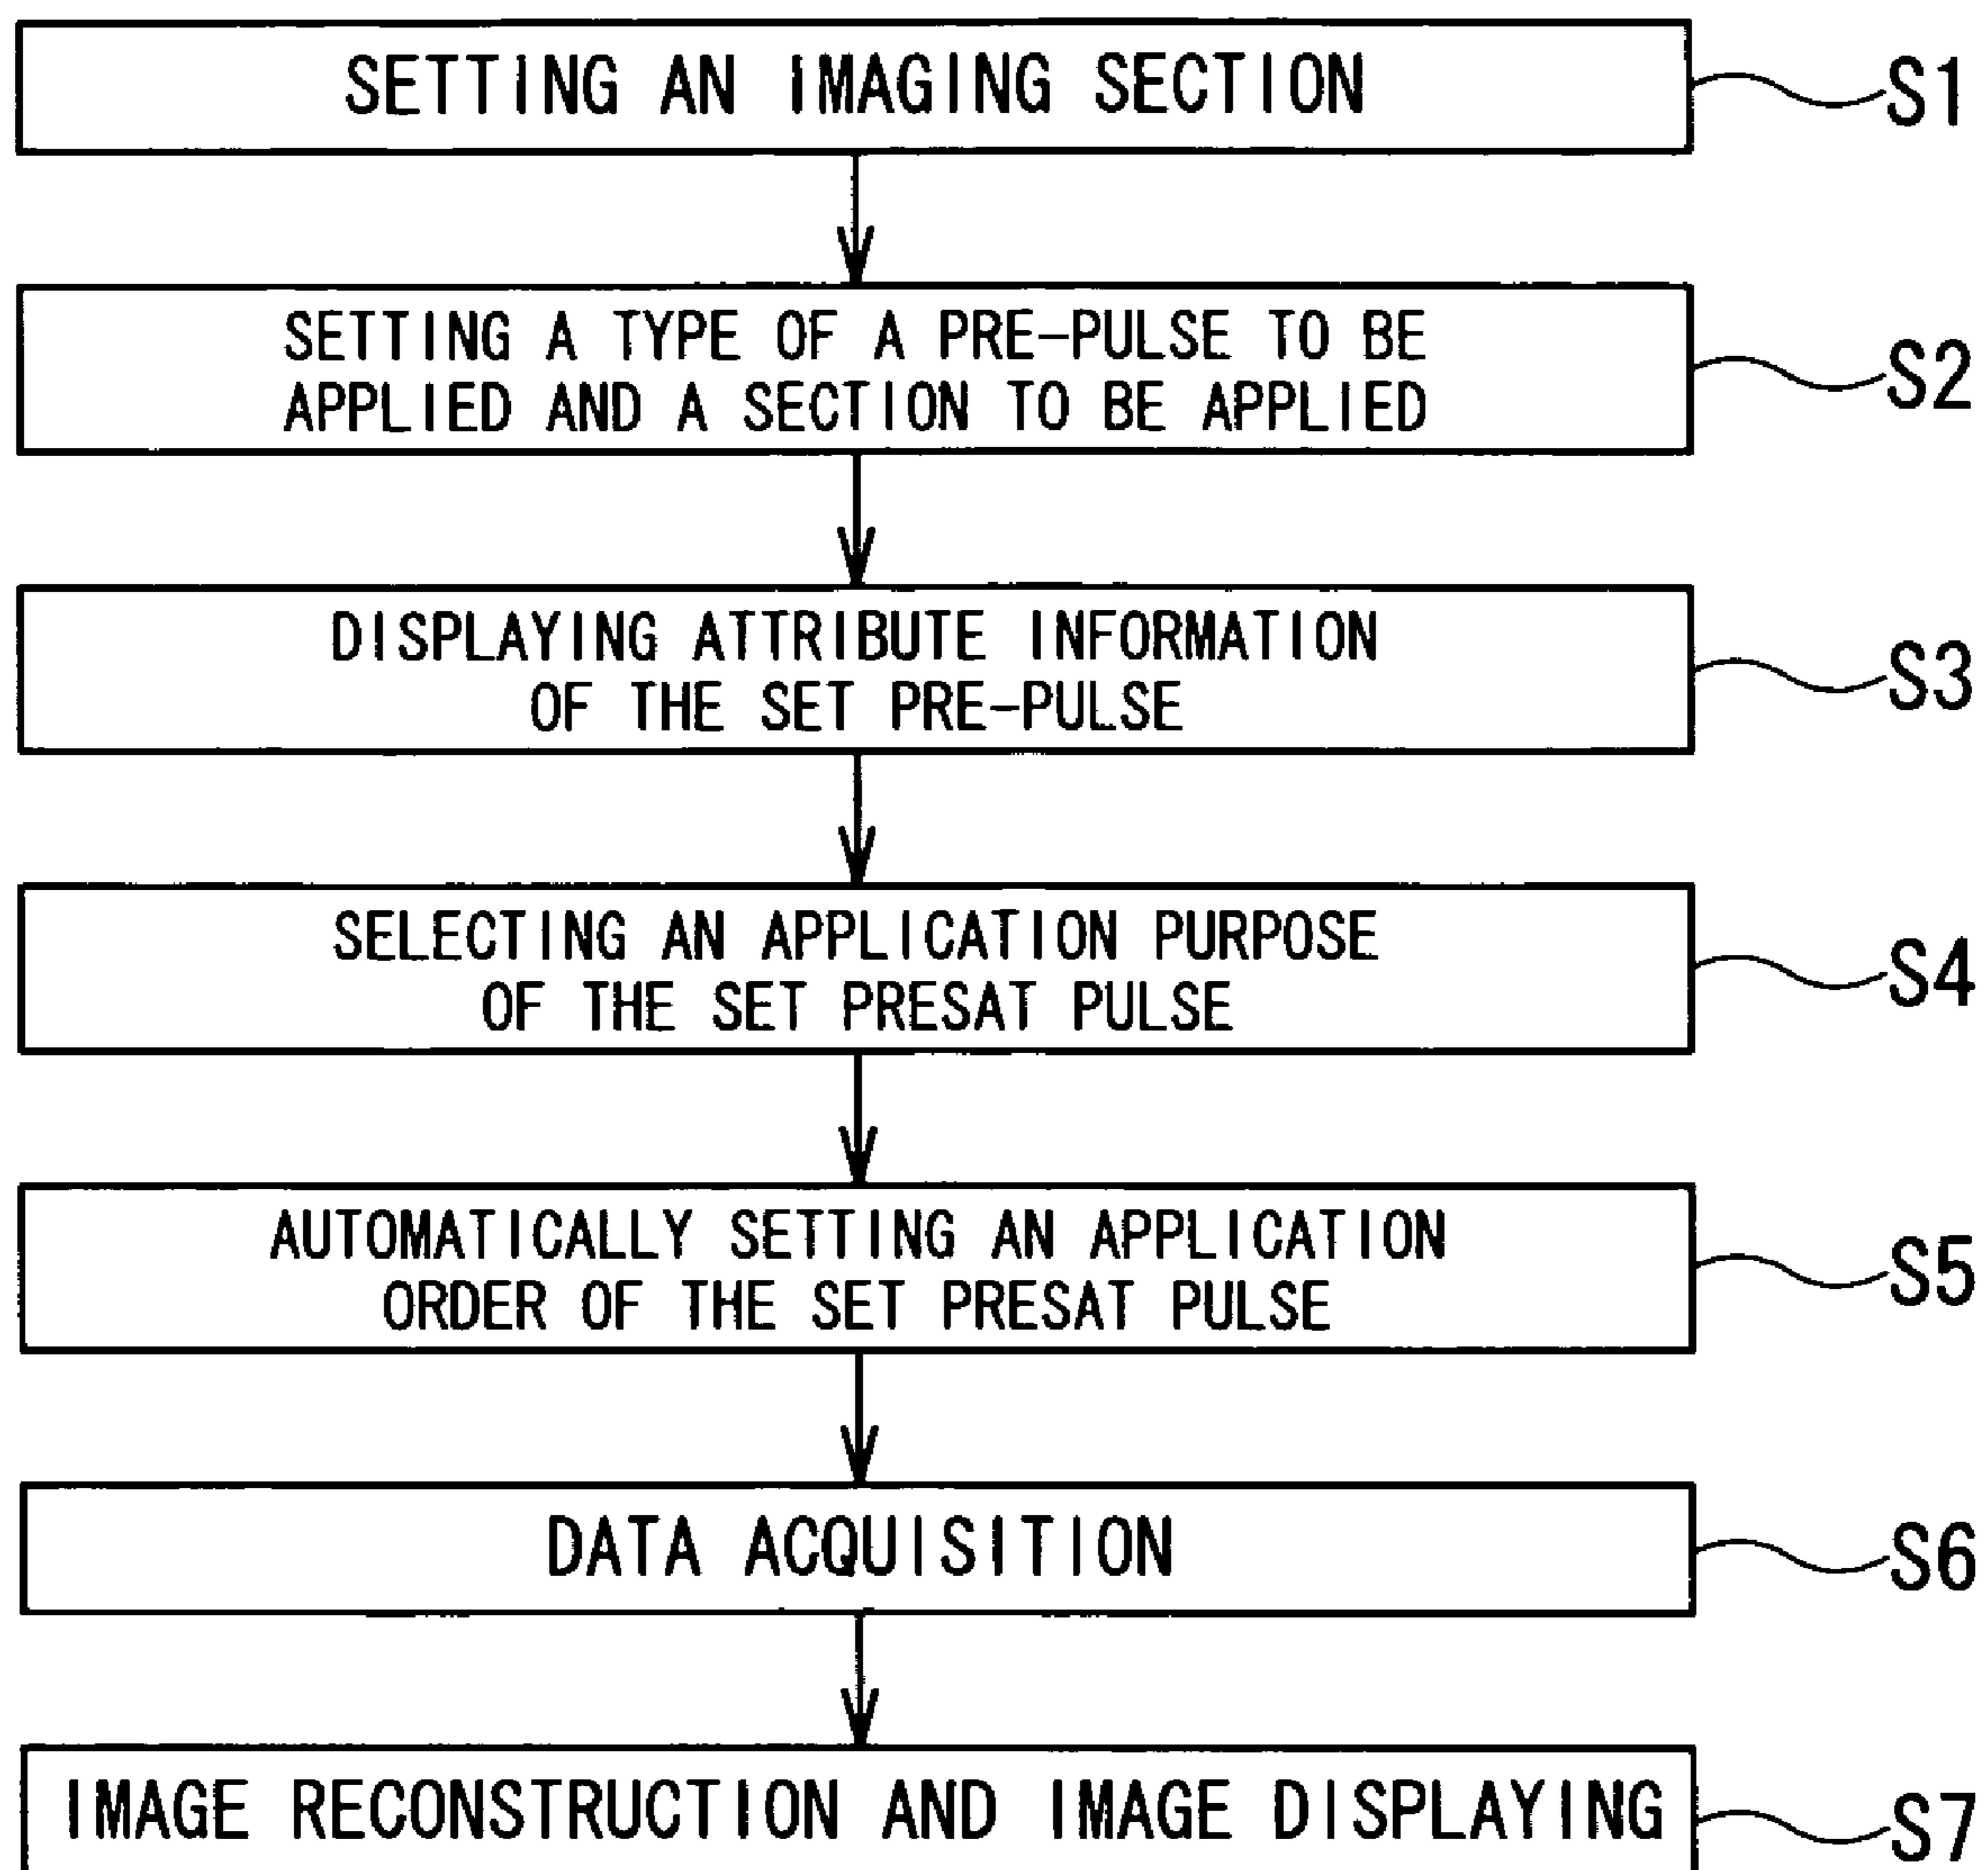 SETTING AN IMAGING SECTION
S1
SETTING A TYPE OF A PRE-PULSE TO BE
APPLIED AND A SECTION TO BE APPLIED
S2
DISPLAYING ATTRIBUTE INFORMATION
OF THE SET PRE-PULSE
S3
SELECTING AN APPLICATION PURPOSE
OF THE SET PRESAT PULSE
S4
AUTOMATICALLY SETTING AN APPLICATION
ORDER OF THE SET PRESAT PULSE
S5
DATA ACQUISITION
S6
IMAGE RECONSTRUCTION AND IMAGE DISPLAYING
S7